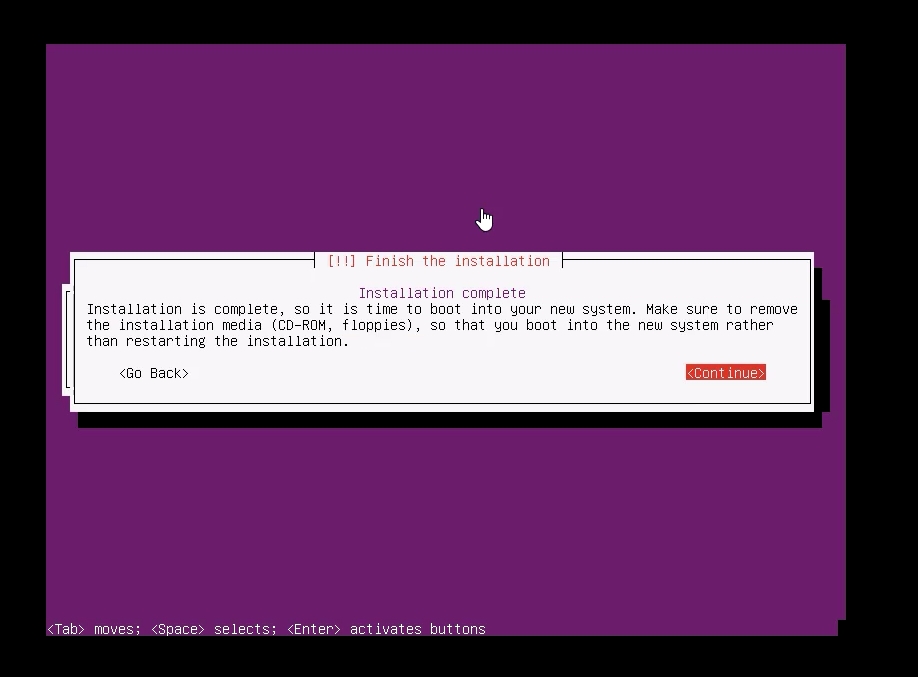 [!!] Finish the installation
Installation complete
Installation is complete, so it is time to boot into your new system. Make sure to remove
the installation media (CD-ROM, floppies), so that you boot into the new system rather
than restarting the installation.
<Go Back> <Continue>
<Tab> moves; <Space> selects; <Enter> activates buttons